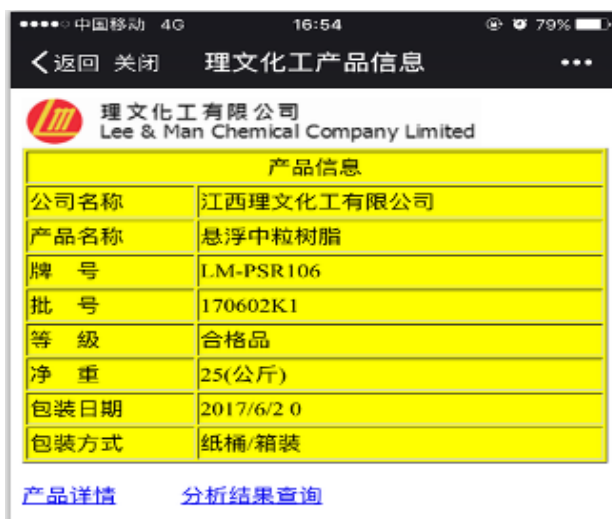 中国移动 4G 16:54 79%
返回 关闭 理文化工产品信息
理文化工有限公司
Lee & Man Chemical Company Limited
产品信息
公司名称 江西理文化工有限公司
产品名称 悬浮中粒树脂
牌 号 LM-PSR106
批 号 170602K1
等 级 合格品
净 重 25(公斤)
包装日期 2017/6/2 0
包装方式 纸桶/箱装
产品详情 分析结果查询